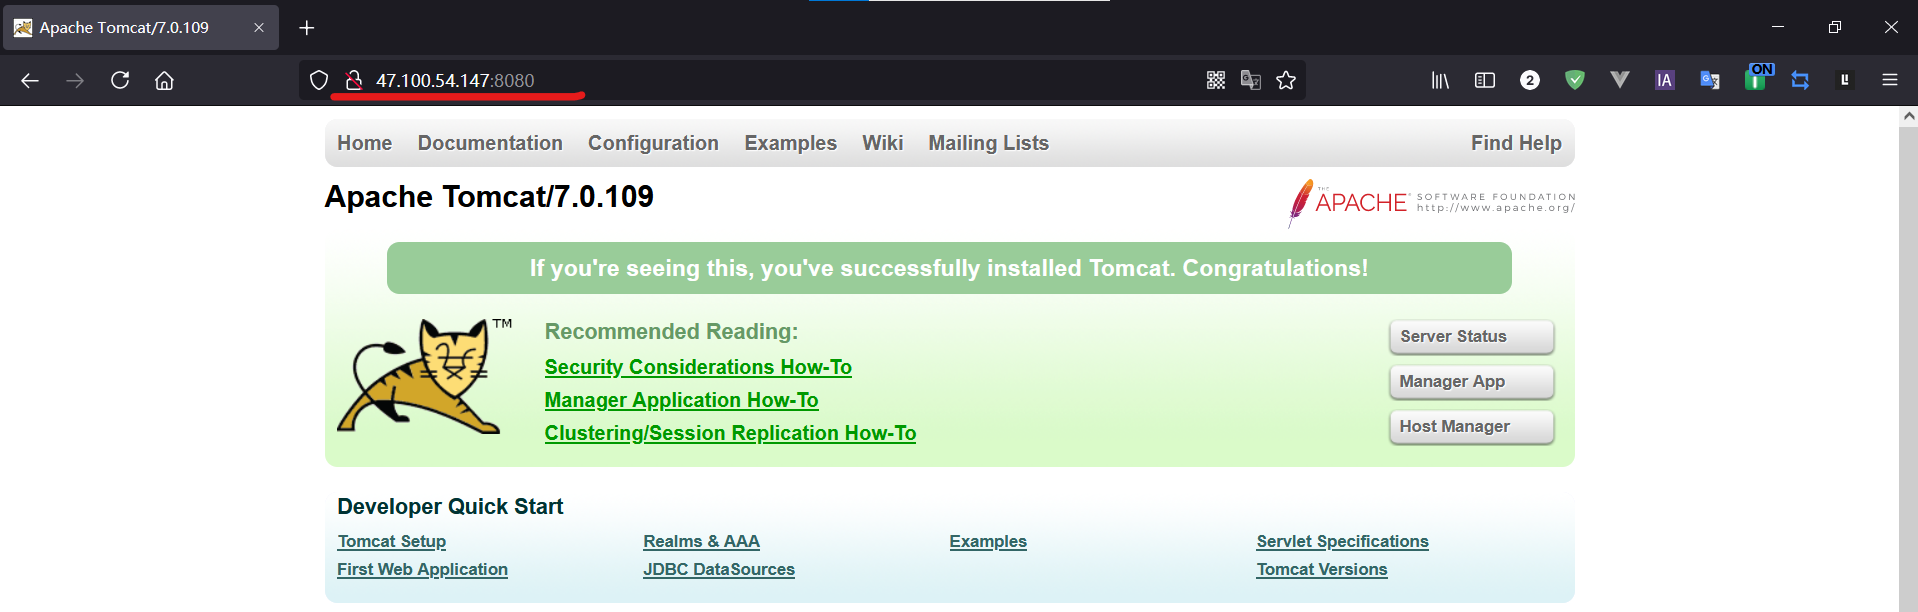 Apache Tomcat/7.0.109
47.100.54.147:8080
2
IA
ON
Home Documentation Configuration Examples Wiki Mailing Lists Find Help
Apache Tomcat/7.0.109
THE APACHE SOFTWARE FOUNDATION
http://www.apache.org/
If you're seeing this, you've successfully installed Tomcat. Congratulations!
TM
Recommended Reading:
Security Considerations How-To
Manager Application How-To
Clustering/Session Replication How-To
Server Status
Manager App
Host Manager
Developer Quick Start
Tomcat Setup Realms & AAA Examples Servlet Specifications
First Web Application JDBC DataSources Tomcat Versions